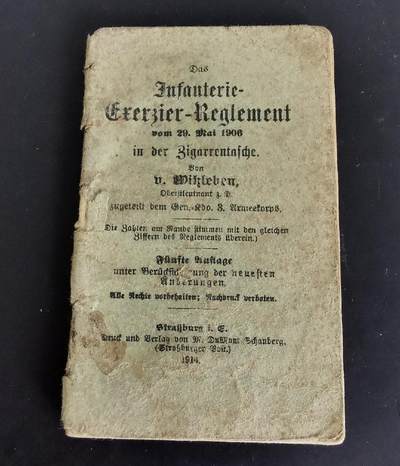 Das
Infanterie-
Exerzier-Reglement
vom 29. Mai 1906
in der Zigarrentasche.
Von
v. Witzleben,
Oberstleutnant z. D.
zugeteilt dem Gen.-Kdo. 3. Armeekorps.
(Die Zahlen am Rande stimmen mit den gleichen
Ziffern des Reglements überein.)
Fünfte Auflage
unter Berücksichtigung der neuesten
Änderungen.
Alle Rechte vorbehalten; Nachdruck verboten.
Straßburg i. E.
Druck und Verlag von M. DuMont Schauberg.
(Straßburger Post.)
1914.